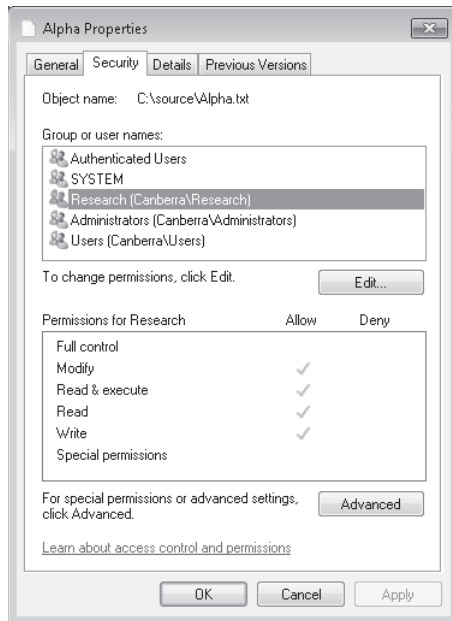 Alpha Properties
General Security Details Previous Versions
Object name: C:\source\Alpha.txt
Group or user names:
Authenticated Users
SYSTEM
Research (Canberra\Research)
Administrators (Canberra\Administrators)
Users (Canberra\Users)
To change permissions, click Edit. Edit...
Permissions for Research Allow Deny
Full control
Modify
Read & execute
Read
Write
Special permissions
For special permissions or advanced settings, click Advanced. Advanced
Learn about access control and permissions
OK Cancel Apply